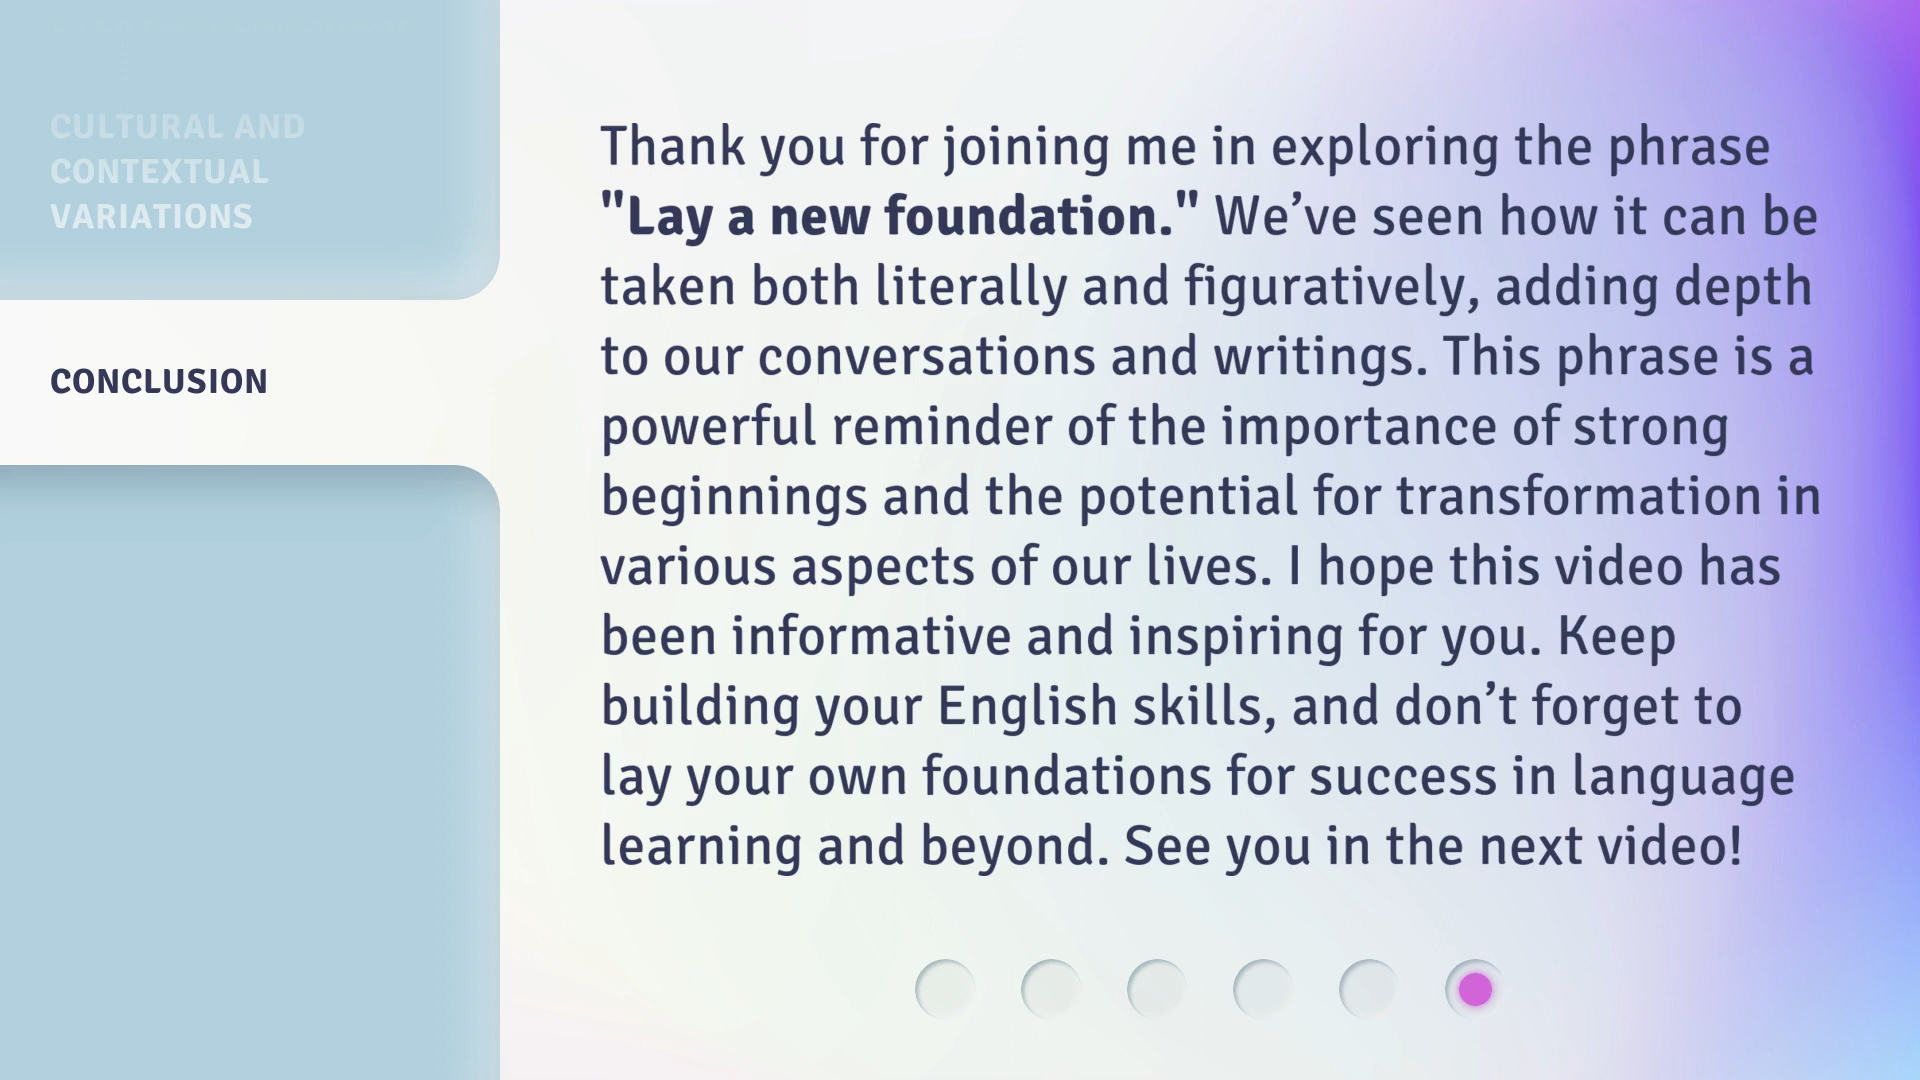 CULTURAL AND
CONTEXTUAL
VARIATIONS
CONCLUSION
Thank you for joining me in exploring the phrase
"Lay a new foundation." We’ve seen how it can be
taken both literally and figuratively, adding depth
to our conversations and writings. This phrase is a
powerful reminder of the importance of strong
beginnings and the potential for transformation in
various aspects of our lives. I hope this video has
been informative and inspiring for you. Keep
building your English skills, and don’t forget to
lay your own foundations for success in language
learning and beyond. See you in the next video!